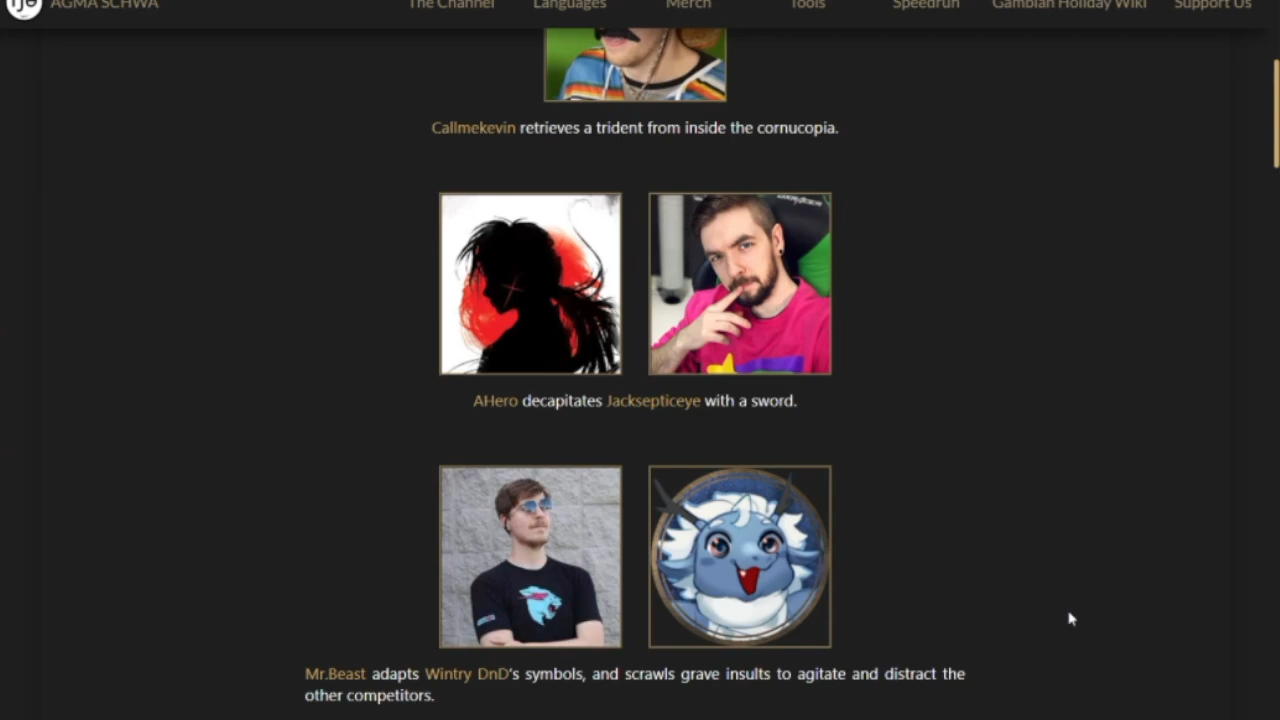 AGMA SCHWA
The Channel Languages Merch Tools Speedrun Gambian Holiday Wiki Support Us
Callmekevin retrieves a trident from inside the cornucopia.
AHero decapitates Jacksepticeye with a sword.
Mr.Beast adapts Wintry DnD's symbols, and scrawls grave insults to agitate and distract the
other competitors.